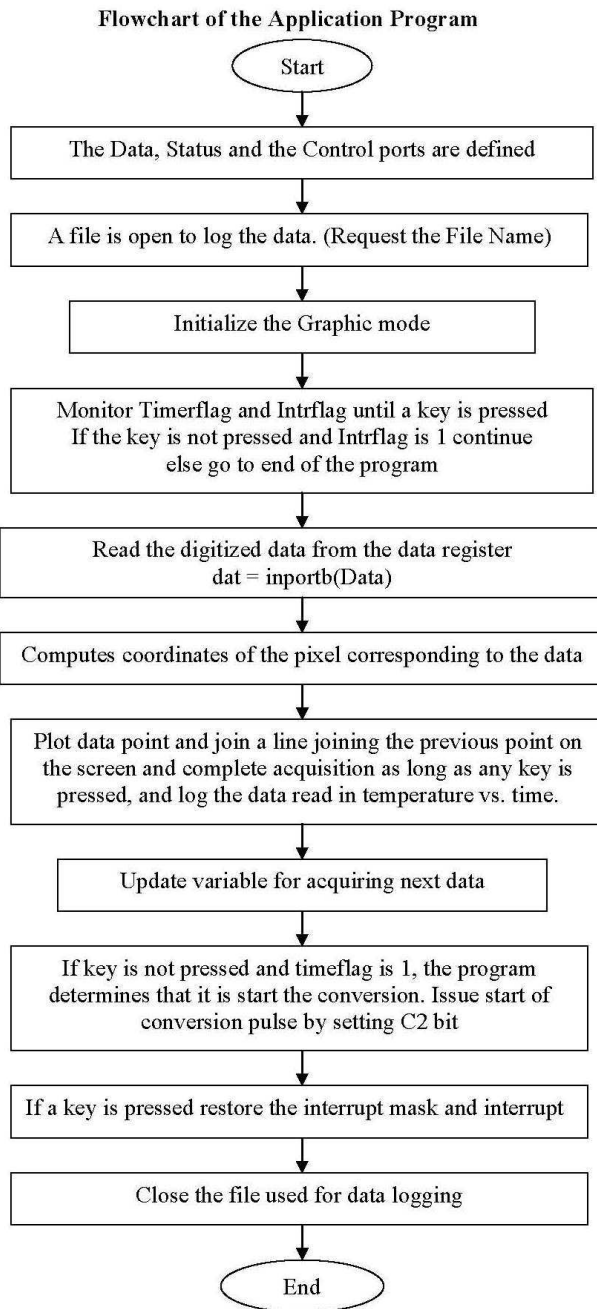 Flowchart of the Application Program
Start
The Data, Status and the Control ports are defined
A file is open to log the data. (Request the File Name)
Initialize the Graphic mode
Monitor Timerflag and Intrflag until a key is pressed
If the key is not pressed and Intrflag is 1 continue
else go to end of the program
Read the digitized data from the data register
dat = inportb(Data)
Computes coordinates of the pixel corresponding to the data
Plot data point and join a line joining the previous point on
the screen and complete acquisition as long as any key is
pressed, and log the data read in temperature vs. time.
Update variable for acquiring next data
If key is not pressed and timeflag is 1, the program
determines that it is start the conversion. Issue start of
conversion pulse by setting C2 bit
If a key is pressed restore the interrupt mask and interrupt
Close the file used for data logging
End